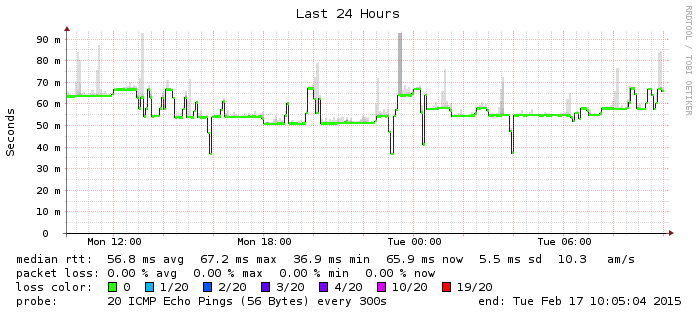 Last 24 Hours
RRDTOOL / TOBI OETIKER
Seconds
90 m
80 m
70 m
60 m
50 m
40 m
30 m
20 m
10 m
0
Mon 12:00 Mon 18:00 Tue 00:00 Tue 06:00
median rtt: 56.8 ms avg 67.2 ms max 36.9 ms min 65.9 ms now 5.5 ms sd 10.3 am/s
packet loss: 0.00 % avg 0.00 % max 0.00 % min 0.00 % now
loss color: 0 1/20 2/20 3/20 4/20 10/20 19/20
probe: 20 ICMP Echo Pings (56 Bytes) every 300s end: Tue Feb 17 10:05:04 2015